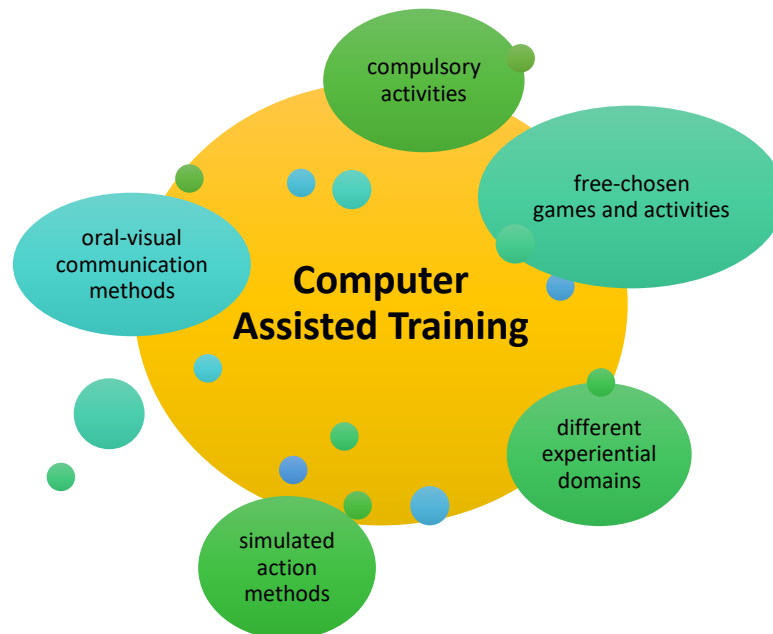 compulsory
activities
free-chosen
games and activities
oral-visual
communication
methods
Computer
Assisted Training
different
experiential
domains
simulated
action
methods